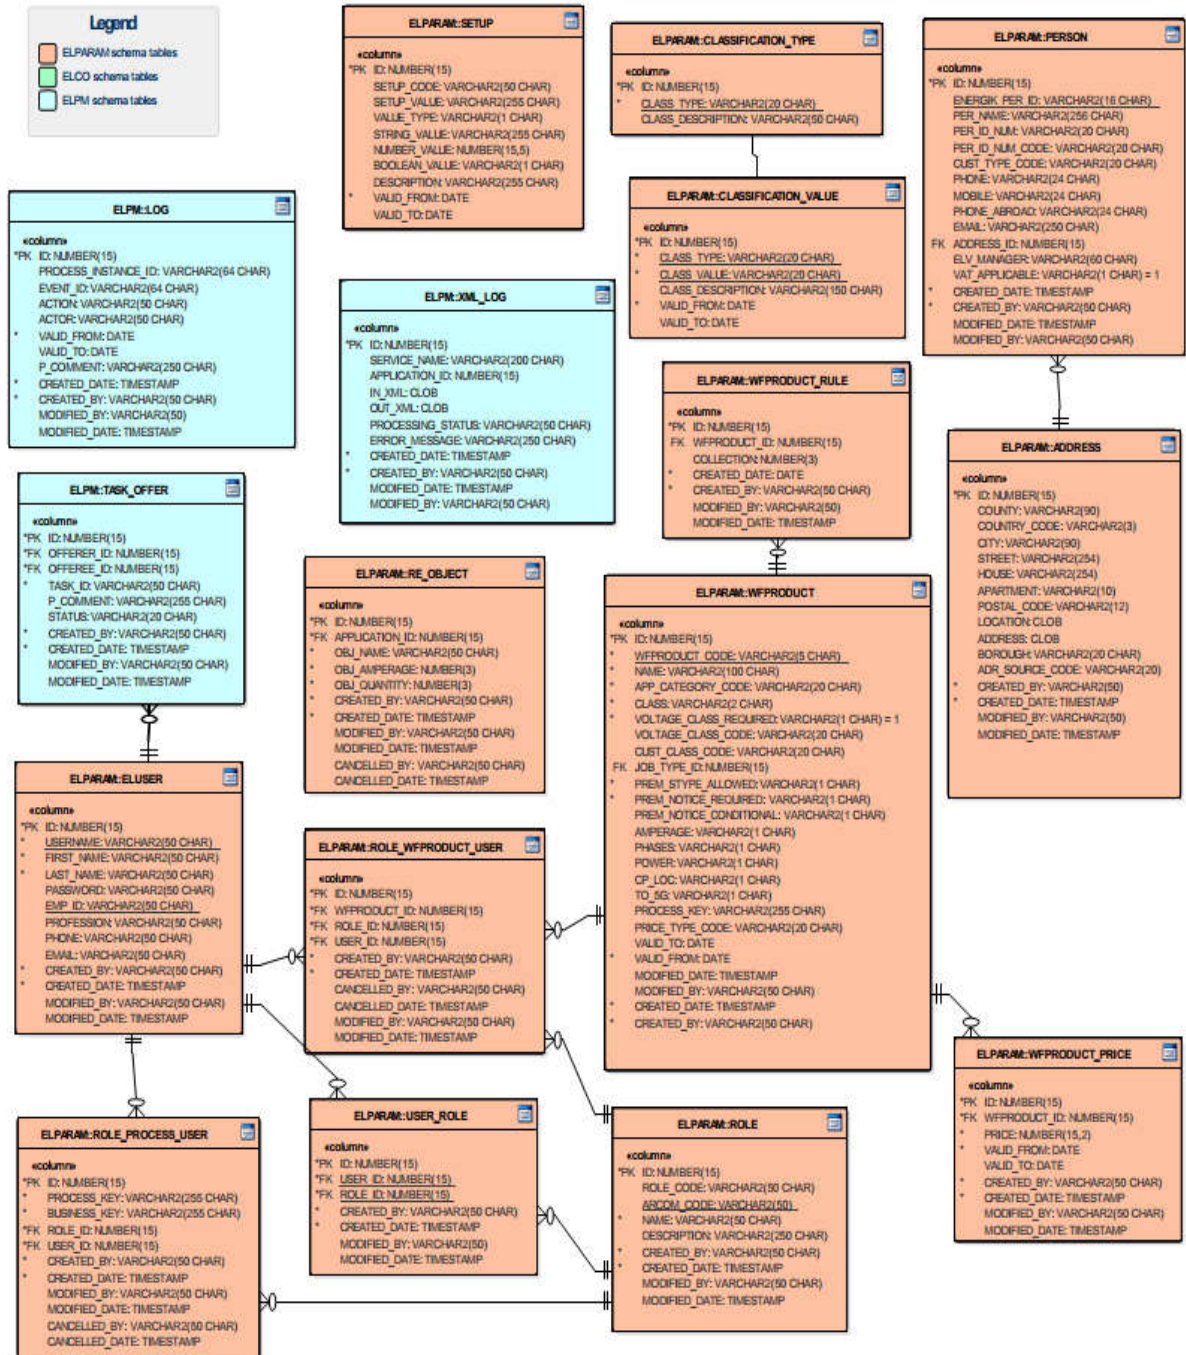 Legend
ELPARAM schema tables
ELCO schema tables
ELPM schema tables
ELPARAM::SETUP
«column»
*PK ID: NUMBER(15)
SETUP_CODE: VARCHAR2(50 CHAR)
SETUP_VALUE: VARCHAR2(255 CHAR)
VALUE_TYPE: VARCHAR2(1 CHAR)
STRING_VALUE: VARCHAR2(255 CHAR)
NUMBER_VALUE: NUMBER(15,5)
BOOLEAN_VALUE: VARCHAR2(1 CHAR)
DESCRIPTION: VARCHAR2(255 CHAR)
* VALID_FROM: DATE
VALID_TO: DATE
ELPARAM::CLASSIFICATION_TYPE
«column»
*PK ID: NUMBER(15)
* CLASS_TYPE: VARCHAR2(20 CHAR)
CLASS_DESCRIPTION: VARCHAR2(50 CHAR)
ELPARAM::PERSON
«column»
*PK ID: NUMBER(15)
ENERGIK_PER_ID: VARCHAR2(16 CHAR)
PER_NAME: VARCHAR2(256 CHAR)
PER_ID_NUM: VARCHAR2(20 CHAR)
PER_ID_NUM_CODE: VARCHAR2(20 CHAR)
CUST_TYPE_CODE: VARCHAR2(20 CHAR)
PHONE: VARCHAR2(24 CHAR)
MOBILE: VARCHAR2(24 CHAR)
PHONE_ABROAD: VARCHAR2(24 CHAR)
EMAIL: VARCHAR2(250 CHAR)
FK ADDRESS_ID: NUMBER(15)
ELV_MANAGER: VARCHAR2(60 CHAR)
VAT_APPLICABLE: VARCHAR2(1 CHAR) = 1
* CREATED_DATE: TIMESTAMP
* CREATED_BY: VARCHAR2(50 CHAR)
MODIFIED_DATE: TIMESTAMP
MODIFIED_BY: VARCHAR2(50 CHAR)
ELPARAM::CLASSIFICATION_VALUE
«column»
*PK ID: NUMBER(15)
* CLASS_TYPE: VARCHAR2(20 CHAR)
* CLASS_VALUE: VARCHAR2(20 CHAR)
CLASS_DESCRIPTION: VARCHAR2(150 CHAR)
* VALID_FROM: DATE
VALID_TO: DATE
ELPM::LOG
«column»
*PK ID: NUMBER(15)
PROCESS_INSTANCE_ID: VARCHAR2(64 CHAR)
EVENT_ID: VARCHAR2(64 CHAR)
ACTION: VARCHAR2(50 CHAR)
ACTOR: VARCHAR2(50 CHAR)
* VALID_FROM: DATE
VALID_TO: DATE
P_COMMENT: VARCHAR2(250 CHAR)
* CREATED_DATE: TIMESTAMP
* CREATED_BY: VARCHAR2(50 CHAR)
MODIFIED_BY: VARCHAR2(50)
MODIFIED_DATE: TIMESTAMP
ELPM::XML_LOG
«column»
*PK ID: NUMBER(15)
SERVICE_NAME: VARCHAR2(200 CHAR)
APPLICATION_ID: NUMBER(15)
IN_XML: CLOB
OUT_XML: CLOB
PROCESSING_STATUS: VARCHAR2(50 CHAR)
ERROR_MESSAGE: VARCHAR2(250 CHAR)
* CREATED_DATE: TIMESTAMP
* CREATED_BY: VARCHAR2(50 CHAR)
MODIFIED_DATE: TIMESTAMP
MODIFIED_BY: VARCHAR2(50 CHAR)
ELPARAM::WFPRODUCT_RULE
«column»
*PK ID: NUMBER(15)
FK WFPRODUCT_ID: NUMBER(15)
COLLECTION: NUMBER(3)
* CREATED_DATE: DATE
* CREATED_BY: VARCHAR2(50 CHAR)
MODIFIED_BY: VARCHAR2(50)
MODIFIED_DATE: TIMESTAMP
ELPARAM::ADDRESS
«column»
*PK ID: NUMBER(15)
COUNTY: VARCHAR2(90)
COUNTRY_CODE: VARCHAR2(3)
CITY: VARCHAR2(90)
STREET: VARCHAR2(254)
HOUSE: VARCHAR2(254)
APARTMENT: VARCHAR2(10)
POSTAL_CODE: VARCHAR2(12)
LOCATION: CLOB
ADDRESS: CLOB
BOROUGH: VARCHAR2(20 CHAR)
ADR_SOURCE_CODE: VARCHAR2(20)
* CREATED_BY: VARCHAR2(50)
* CREATED_DATE: TIMESTAMP
MODIFIED_BY: VARCHAR2(50)
MODIFIED_DATE: TIMESTAMP
ELPM::TASK_OFFER
«column»
*PK ID: NUMBER(15)
*FK OFFERER_ID: NUMBER(15)
*FK OFFEREE_ID: NUMBER(15)
* TASK_ID: VARCHAR2(50 CHAR)
P_COMMENT: VARCHAR2(255 CHAR)
STATUS: VARCHAR2(20 CHAR)
* CREATED_BY: VARCHAR2(50 CHAR)
* CREATED_DATE: TIMESTAMP
MODIFIED_BY: VARCHAR2(50 CHAR)
MODIFIED_DATE: TIMESTAMP
ELPARAM::RE_OBJECT
«column»
*PK ID: NUMBER(15)
*FK APPLICATION_ID: NUMBER(15)
* OBJ_NAME: VARCHAR2(50 CHAR)
* OBJ_AMPERAGE: NUMBER(3)
* OBJ_QUANTITY: NUMBER(3)
* CREATED_BY: VARCHAR2(50 CHAR)
* CREATED_DATE: TIMESTAMP
MODIFIED_BY: VARCHAR2(50 CHAR)
MODIFIED_DATE: TIMESTAMP
CANCELLED_BY: VARCHAR2(50 CHAR)
CANCELLED_DATE: TIMESTAMP
ELPARAM::WFPRODUCT
«column»
*PK ID: NUMBER(15)
* WFPRODUCT_CODE: VARCHAR2(5 CHAR)
* NAME: VARCHAR2(100 CHAR)
* APP_CATEGORY_CODE: VARCHAR2(20 CHAR)
* CLASS: VARCHAR2(2 CHAR)
* VOLTAGE_CLASS_REQUIRED: VARCHAR2(1 CHAR) = 1
VOLTAGE_CLASS_CODE: VARCHAR2(20 CHAR)
CUST_CLASS_CODE: VARCHAR2(20 CHAR)
FK JOB_TYPE_ID: NUMBER(15)
* PREM_STYPE_ALLOWED: VARCHAR2(1 CHAR)
* PREM_NOTICE_REQUIRED: VARCHAR2(1 CHAR)
PREM_NOTICE_CONDITIONAL: VARCHAR2(1 CHAR)
AMPERAGE: VARCHAR2(1 CHAR)
PHASES: VARCHAR2(1 CHAR)
POWER: VARCHAR2(1 CHAR)
CP_LOC: VARCHAR2(1 CHAR)
TO_5G: VARCHAR2(1 CHAR)
PROCESS_KEY: VARCHAR2(255 CHAR)
PRICE_TYPE_CODE: VARCHAR2(20 CHAR)
VALID_TO: DATE
* VALID_FROM: DATE
MODIFIED_DATE: TIMESTAMP
MODIFIED_BY: VARCHAR2(50 CHAR)
* CREATED_DATE: TIMESTAMP
* CREATED_BY: VARCHAR2(50 CHAR)
ELPARAM::ELUSER
«column»
*PK ID: NUMBER(15)
* USERNAME: VARCHAR2(50 CHAR)
* FIRST_NAME: VARCHAR2(50 CHAR)
* LAST_NAME: VARCHAR2(50 CHAR)
PASSWORD: VARCHAR2(50 CHAR)
EMP_ID: VARCHAR2(50 CHAR)
PROFESSION: VARCHAR2(50 CHAR)
PHONE: VARCHAR2(50 CHAR)
EMAIL: VARCHAR2(50 CHAR)
* CREATED_BY: VARCHAR2(50 CHAR)
* CREATED_DATE: TIMESTAMP
MODIFIED_BY: VARCHAR2(50 CHAR)
MODIFIED_DATE: TIMESTAMP
ELPARAM::ROLE_WFPRODUCT_USER
«column»
*PK ID: NUMBER(15)
*FK WFPRODUCT_ID: NUMBER(15)
*FK ROLE_ID: NUMBER(15)
*FK USER_ID: NUMBER(15)
* CREATED_BY: VARCHAR2(50 CHAR)
* CREATED_DATE: TIMESTAMP
CANCELLED_BY: VARCHAR2(50 CHAR)
CANCELLED_DATE: TIMESTAMP
MODIFIED_BY: VARCHAR2(50 CHAR)
MODIFIED_DATE: TIMESTAMP
ELPARAM::WFPRODUCT_PRICE
«column»
*PK ID: NUMBER(15)
*FK WFPRODUCT_ID: NUMBER(15)
* PRICE: NUMBER(15,2)
* VALID_FROM: DATE
VALID_TO: DATE
* CREATED_BY: VARCHAR2(50 CHAR)
* CREATED_DATE: TIMESTAMP
MODIFIED_BY: VARCHAR2(50 CHAR)
MODIFIED_DATE: TIMESTAMP
ELPARAM::ROLE_PROCESS_USER
«column»
*PK ID: NUMBER(15)
* PROCESS_KEY: VARCHAR2(255 CHAR)
* BUSINESS_KEY: VARCHAR2(255 CHAR)
*FK ROLE_ID: NUMBER(15)
*FK USER_ID: NUMBER(15)
* CREATED_BY: VARCHAR2(50 CHAR)
* CREATED_DATE: TIMESTAMP
MODIFIED_BY: VARCHAR2(50 CHAR)
MODIFIED_DATE: TIMESTAMP
CANCELLED_BY: VARCHAR2(50 CHAR)
CANCELLED_DATE: TIMESTAMP
ELPARAM::USER_ROLE
«column»
*PK ID: NUMBER(15)
*FK USER_ID: NUMBER(15)
*FK ROLE_ID: NUMBER(15)
* CREATED_BY: VARCHAR2(50 CHAR)
* CREATED_DATE: TIMESTAMP
MODIFIED_BY: VARCHAR2(50)
MODIFIED_DATE: TIMESTAMP
ELPARAM::ROLE
«column»
*PK ID: NUMBER(15)
ROLE_CODE: VARCHAR2(50 CHAR)
ARCOM_CODE: VARCHAR2(50)
* NAME: VARCHAR2(50 CHAR)
DESCRIPTION: VARCHAR2(250 CHAR)
* CREATED_BY: VARCHAR2(50 CHAR)
* CREATED_DATE: TIMESTAMP
MODIFIED_BY: VARCHAR2(50 CHAR)
MODIFIED_DATE: TIMESTAMP